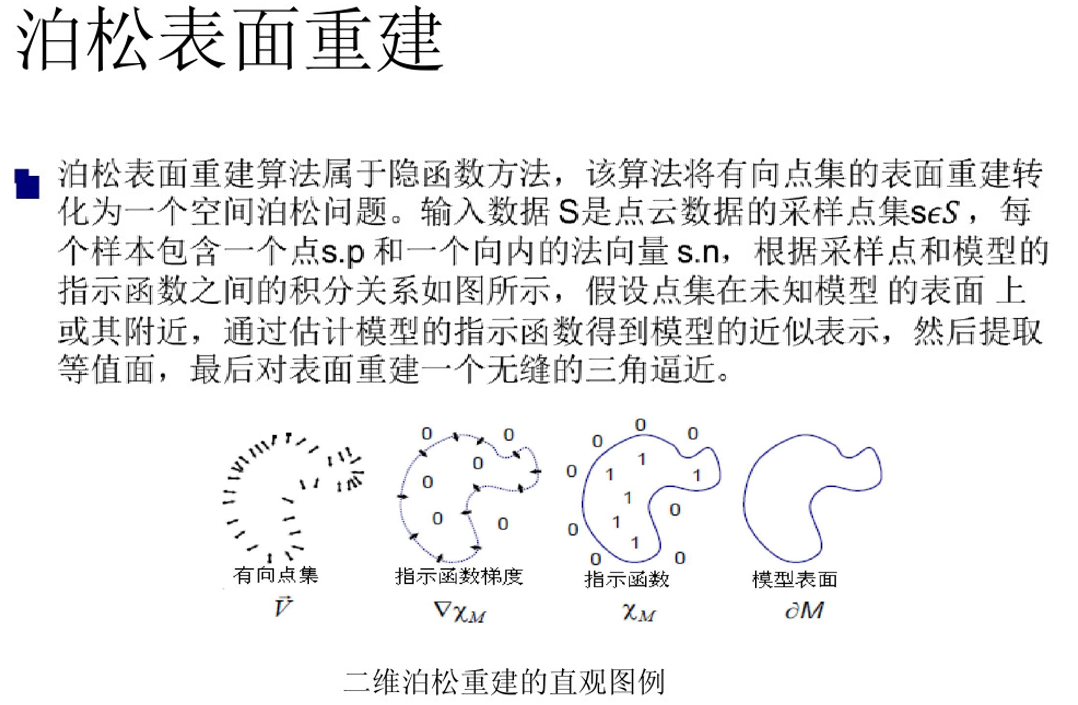 泊松表面重建
泊松表面重建算法属于隐函数方法，该算法将有向点集的表面重建转
化为一个空间泊松问题。输入数据 S是点云数据的采样点集sϵS，每
个样本包含一个点s.p 和一个向内的法向量 s.n，根据采样点和模型的
指示函数之间的积分关系如图所示，假设点集在未知模型 的表面 上
或其附近，通过估计模型的指示函数得到模型的近似表示，然后提取
等值面，最后对表面重建一个无缝的三角逼近。
0 0 0 0 0 0
0 0 0 0 0 0 0 0 1 1 1 1 1 1
有向点集 指示函数梯度 指示函数 模型表面
V⃗ ∇χM χM ∂M
二维泊松重建的直观图例